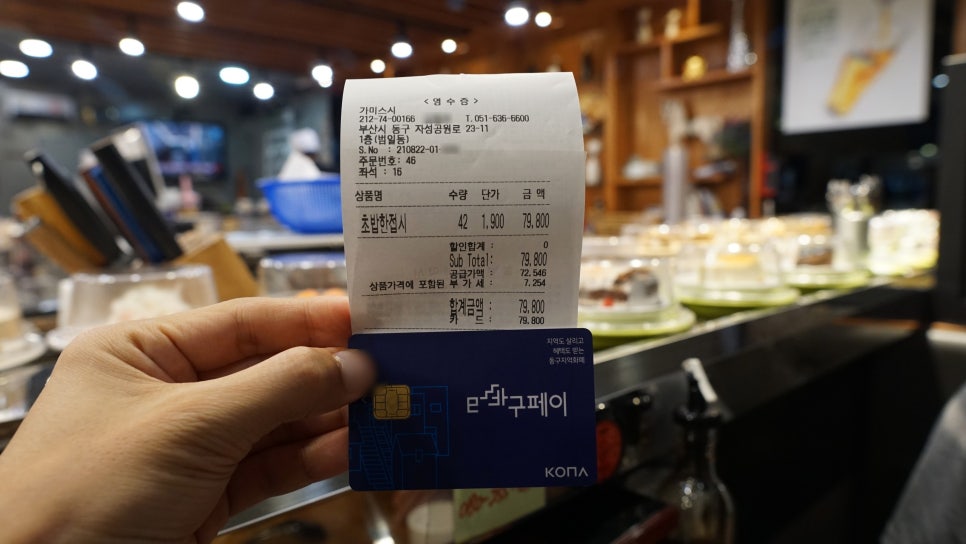 <영수증>
가미스시
212-74-00166 T.051-636-6600
부산시 동구 자성공원로 23-11
1층(범일동)
S.No : 210822-01
주문번호: 46
좌석 : 16
상품명 수량 단가 금 액
초밥한접시 42 1,900 79,800
할인합계 : 0
Sub Total: 79,800
공급가액 : 72,546
상품가격에 포함된 부 가 세 : 7,254
합계금액 : 79,800
카 드 : 79,800
지역도 살리고
혜택도 받는
동구지역화폐
e바구페이
KONA